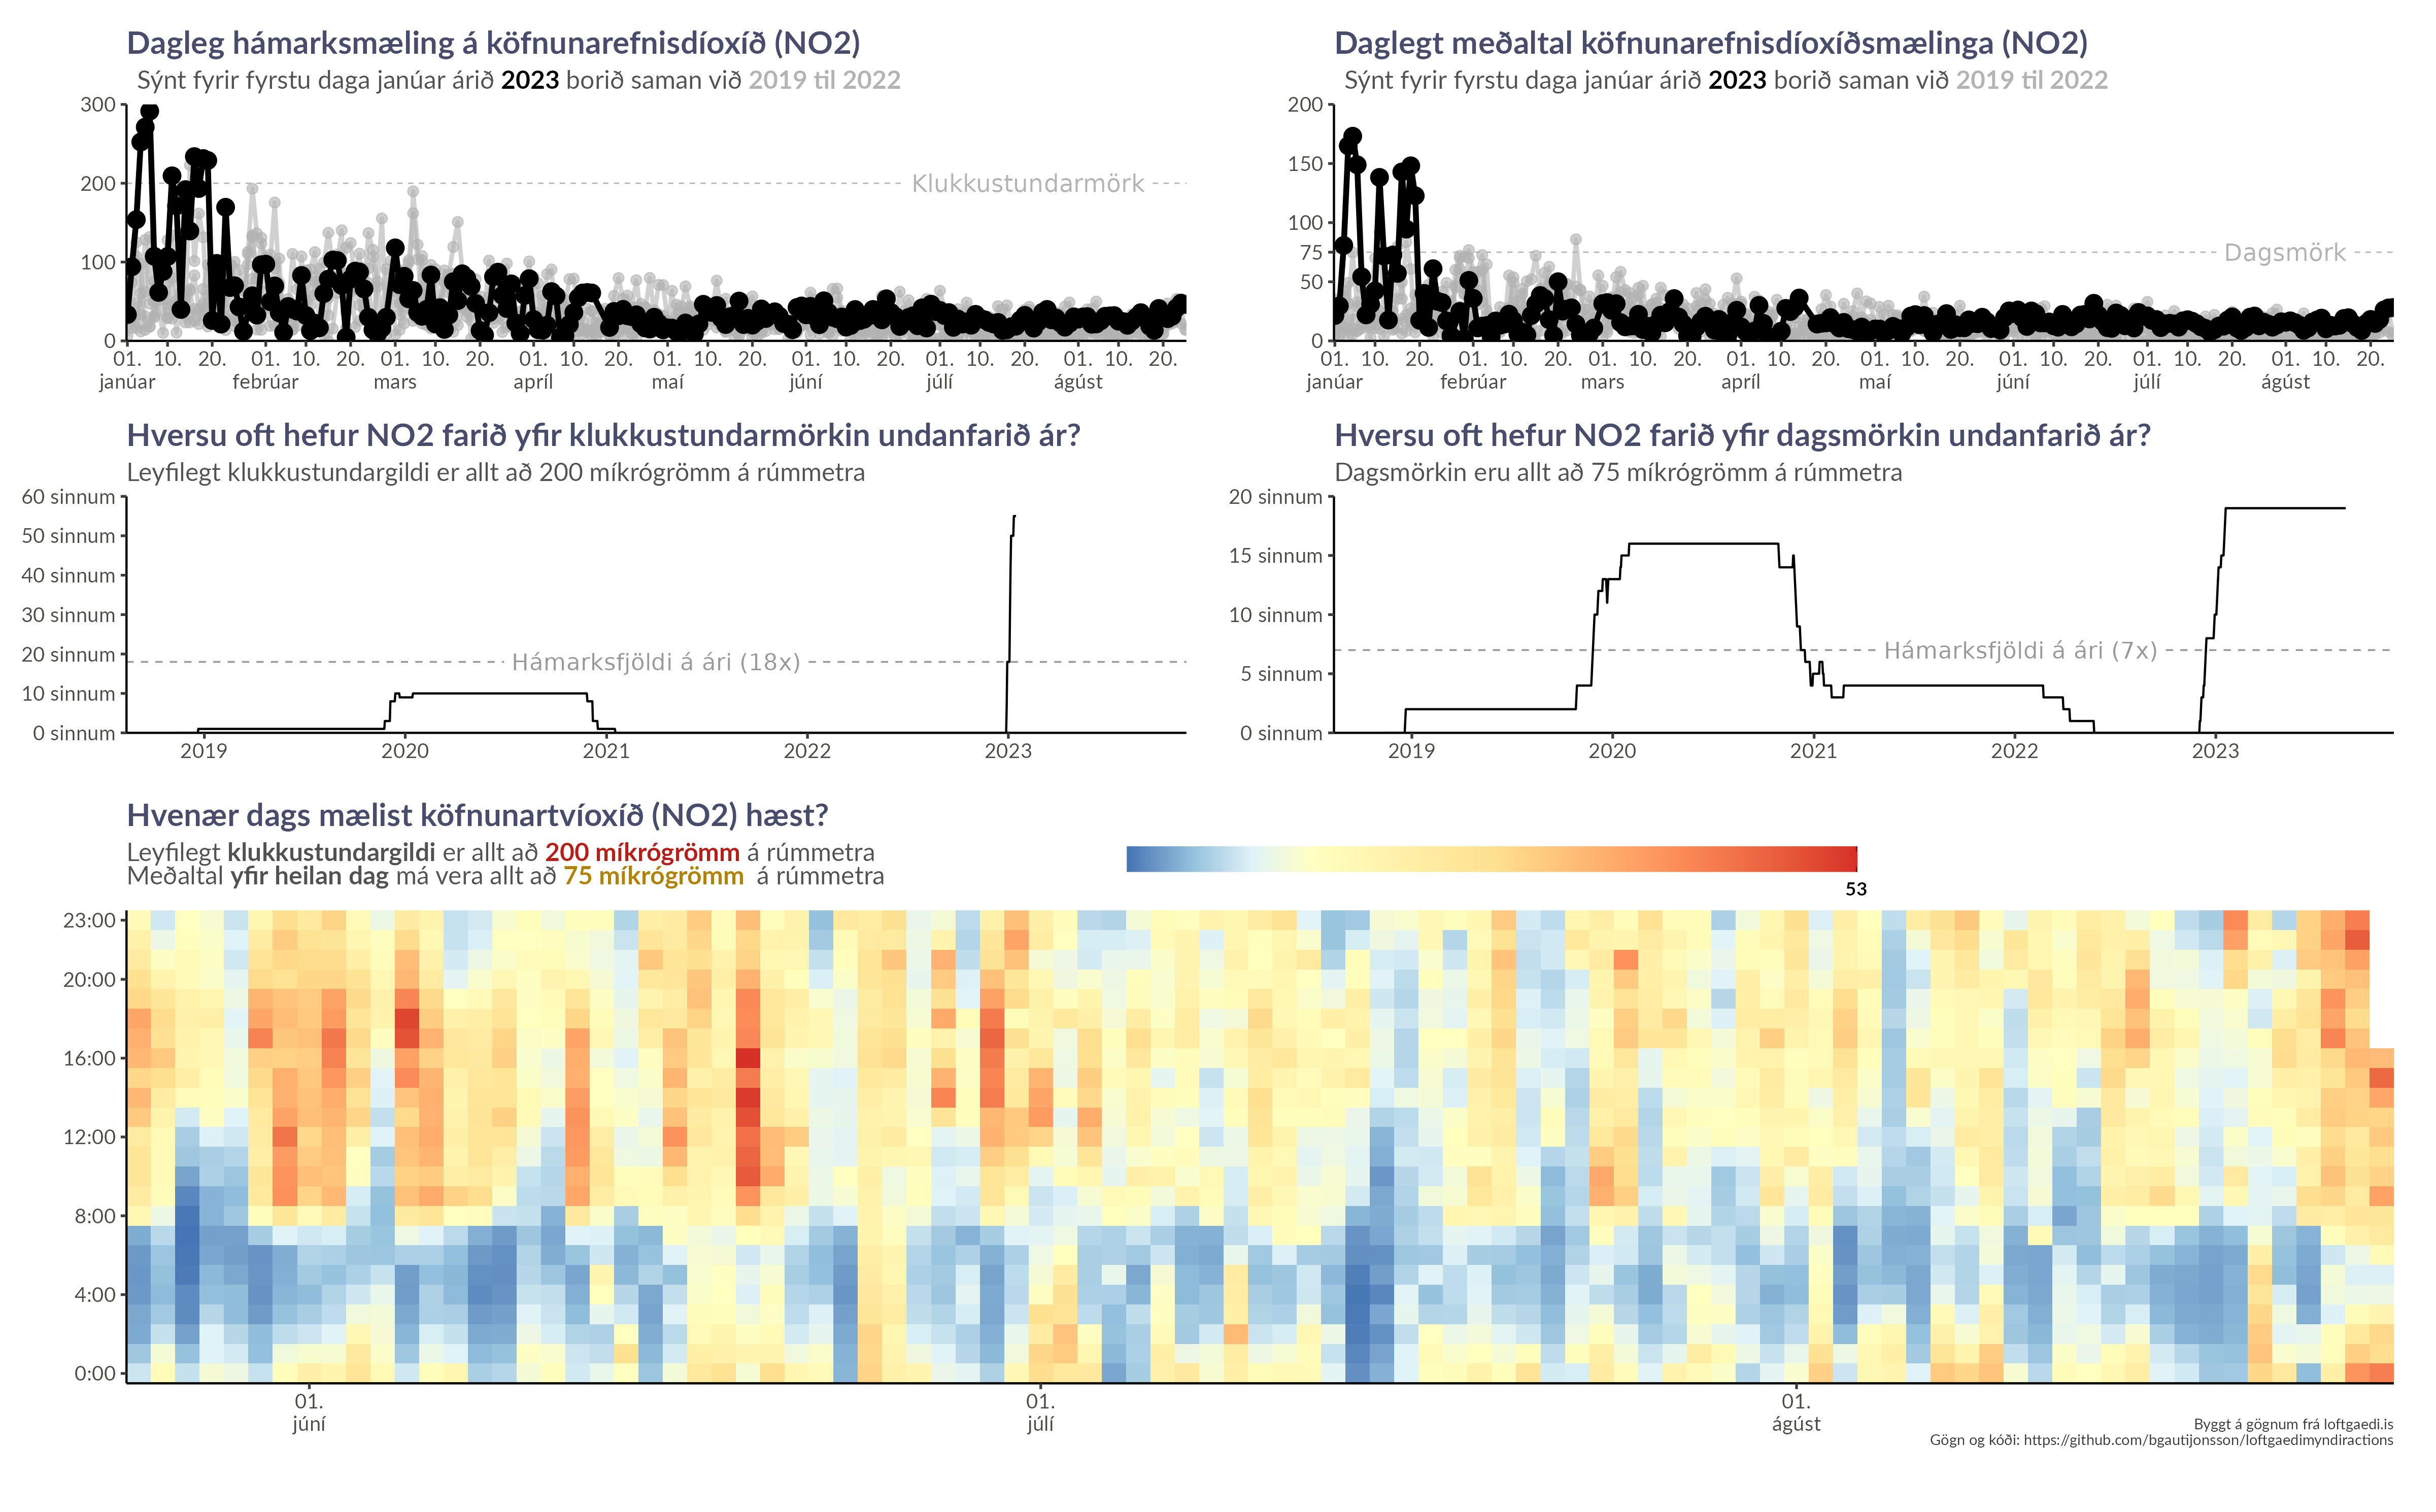 Dagleg hámarksmæling á köfnunarefnisdíoxíð (NO2)
Sýnt fyrir fyrstu daga janúar árið 2023 borið saman við 2019 til 2022
300
200
100
0
Klukkustundarmörk
01. 10. 20. 01. 10. 20. 01. 10. 20. 01. 10. 20. 01. 10. 20. 01. 10. 20. 01. 10. 20. 01. 10. 20.
janúar febrúar mars apríl maí júní júlí ágúst
Daglegt meðaltal köfnunarefnisdíoxíðsmælinga (NO2)
Sýnt fyrir fyrstu daga janúar árið 2023 borið saman við 2019 til 2022
200
150
100
75
50
0
Dagsmörk
01. 10. 20. 01. 10. 20. 01. 10. 20. 01. 10. 20. 01. 10. 20. 01. 10. 20. 01. 10. 20. 01. 10. 20.
janúar febrúar mars apríl maí júní júlí ágúst
Hversu oft hefur NO2 farið yfir klukkustundarmörkin undanfarið ár?
Leyfilegt klukkustundargildi er allt að 200 míkrógrömm á rúmmetra
60 sinnum
50 sinnum
40 sinnum
30 sinnum
20 sinnum
10 sinnum
0 sinnum
Hámarksfjöldi á ári (18x)
2019 2020 2021 2022 2023
Hversu oft hefur NO2 farið yfir dagsmörkin undanfarið ár?
Dagsmörkin eru allt að 75 míkrógrömm á rúmmetra
20 sinnum
15 sinnum
10 sinnum
5 sinnum
0 sinnum
Hámarksfjöldi á ári (7x)
2019 2020 2021 2022 2023
Hvenær dags mælist köfnunartvíoxíð (NO2) hæst?
Leyfilegt klukkustundargildi er allt að 200 míkrógrömm á rúmmetra
Meðaltal yfir heilan dag má vera allt að 75 míkrógrömm á rúmmetra
53
23:00
20:00
16:00
12:00
8:00
4:00
0:00
01. 01. 01.
júní júlí ágúst
Byggt á gögnum frá loftgaedi.is
Gögn og kóði: https://github.com/bgautijonsson/loftgaedimyndiractions